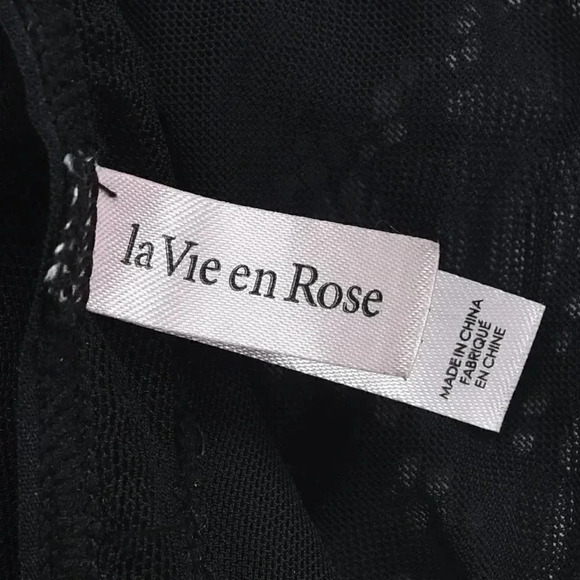 la Vie en Rose
MADE IN CHINA
FABRIQUÉ
EN CHINE